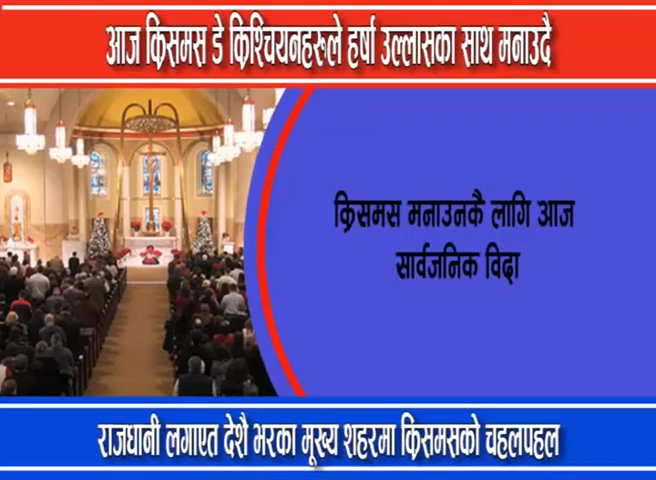 आज क्रिसमस डे क्रिश्चियनहरुले हर्षा उल्लासका साथ मनाउदै
क्रिसमस मनाउनकै लागि आज
सार्वजनिक विदा
राजधानी लगाएत देशै भरका मूख्य शहरमा क्रिसमसको चहलपहल